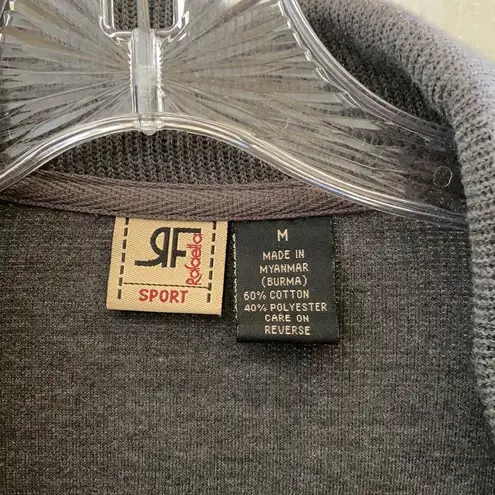 RF
Rafaella
SPORT
M
MADE IN
MYANMAR
(BURMA)
60% COTTON
40% POLYESTER
CARE ON
REVERSE